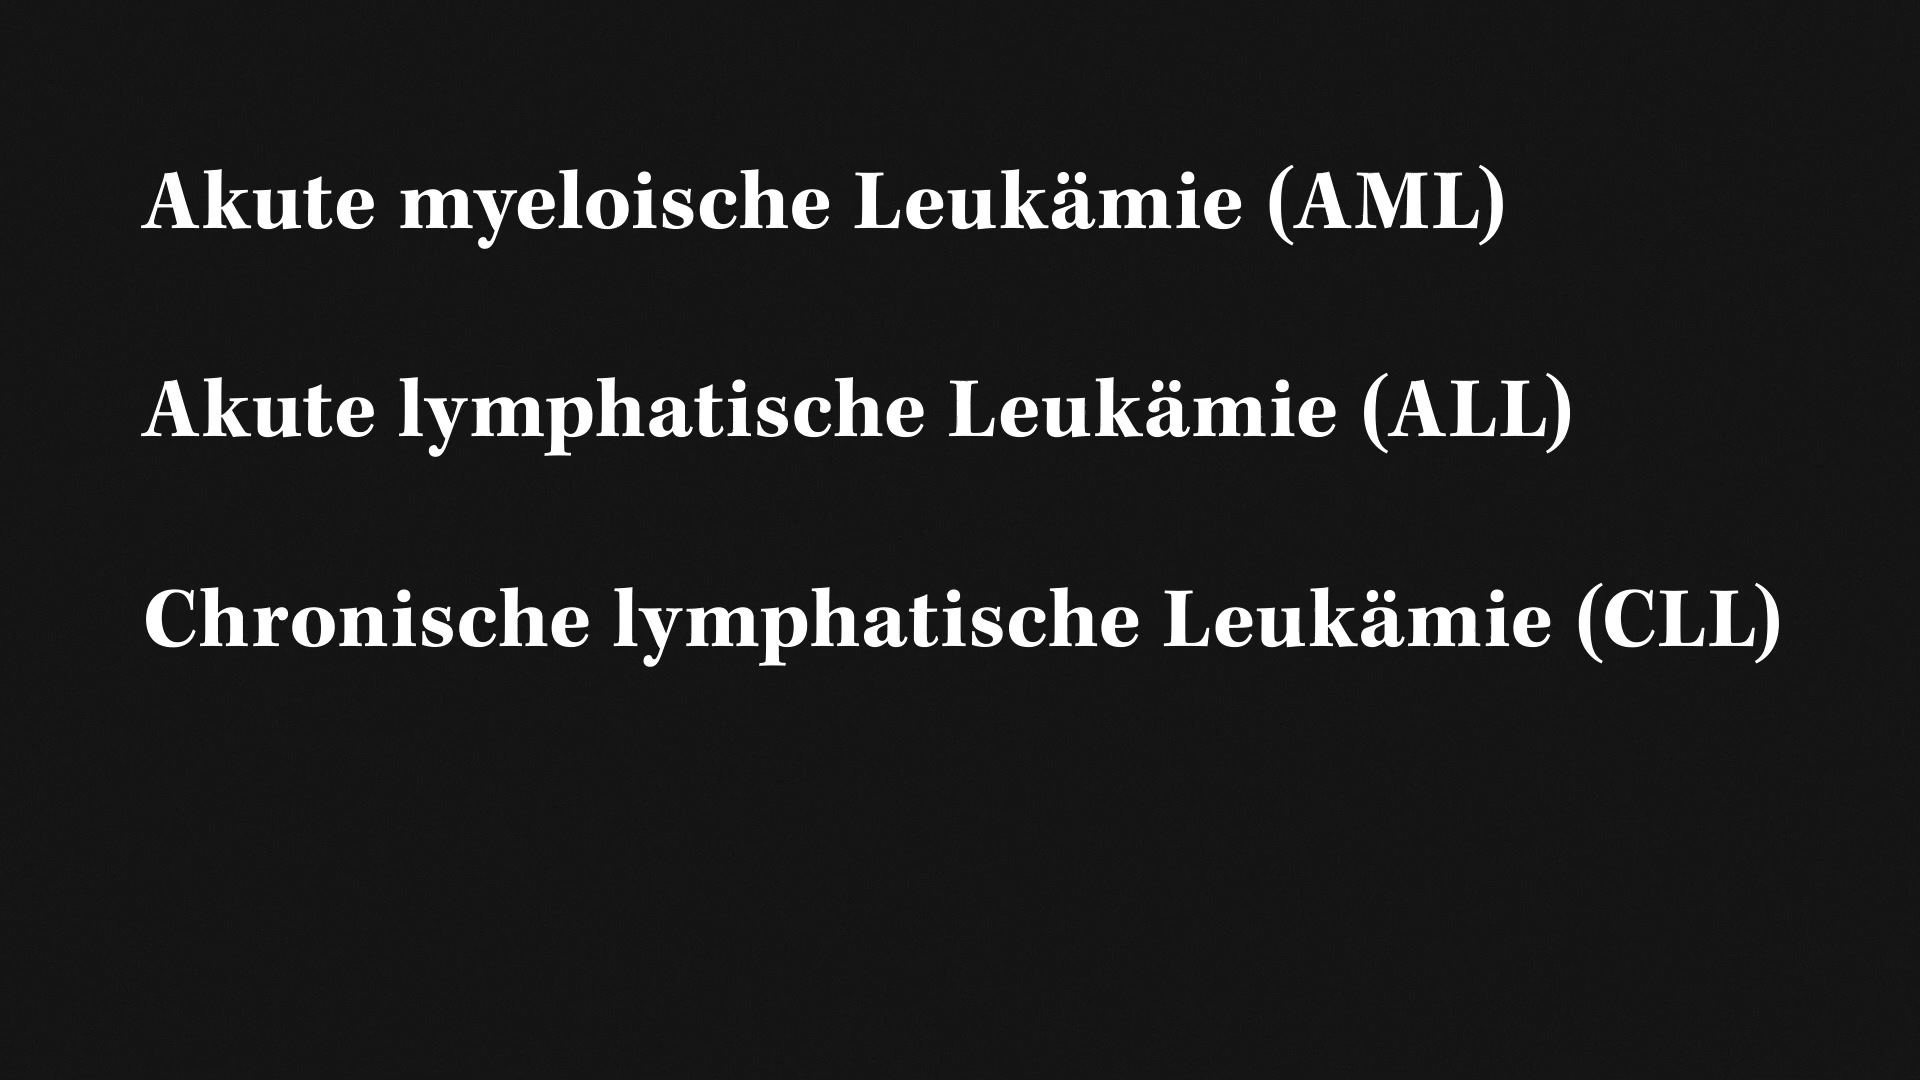 Akute myeloische Leukämie (AML)
Akute lymphatische Leukämie (ALL)
Chronische lymphatische Leukämie (CLL)